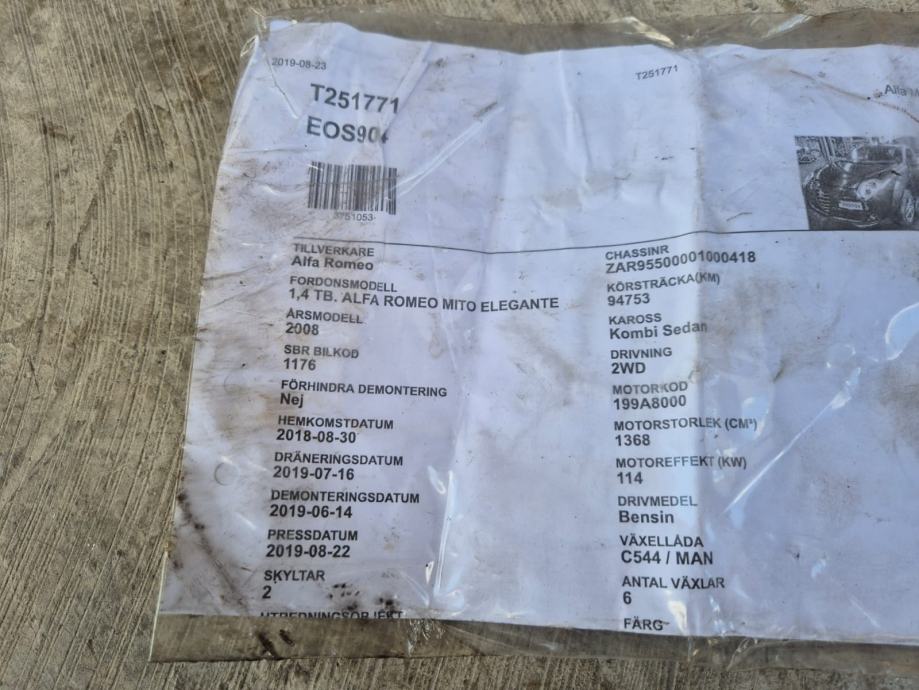 2019-08-23
T251771
T251771
EOS904
Alfa
3751053
TILLVERKARE
Alfa Romeo
FORDONSMODELL
1,4 TB. ALFA ROMEO MITO ELEGANTE
ÅRSMODELL
2008
SBR BILKOD
1176
FÖRHINDRA DEMONTERING
Nej
HEMKOMSTDATUM
2018-08-30
DRÄNERINGSDATUM
2019-07-16
DEMONTERINGSDATUM
2019-06-14
PRESSDATUM
2019-08-22
SKYLTAR
2
UTREDNINGSOBJEKT
CHASSINR
ZAR95500001000418
KÖRSTRÄCKA(KM)
94753
KAROSS
Kombi Sedan
DRIVNING
2WD
MOTORKOD
199A8000
MOTORSTORLEK (CM³)
1368
MOTOREFFEKT (KW)
114
DRIVMEDEL
Bensin
VÄXELLÅDA
C544 / MAN
ANTAL VÄXLAR
6
FÄRG